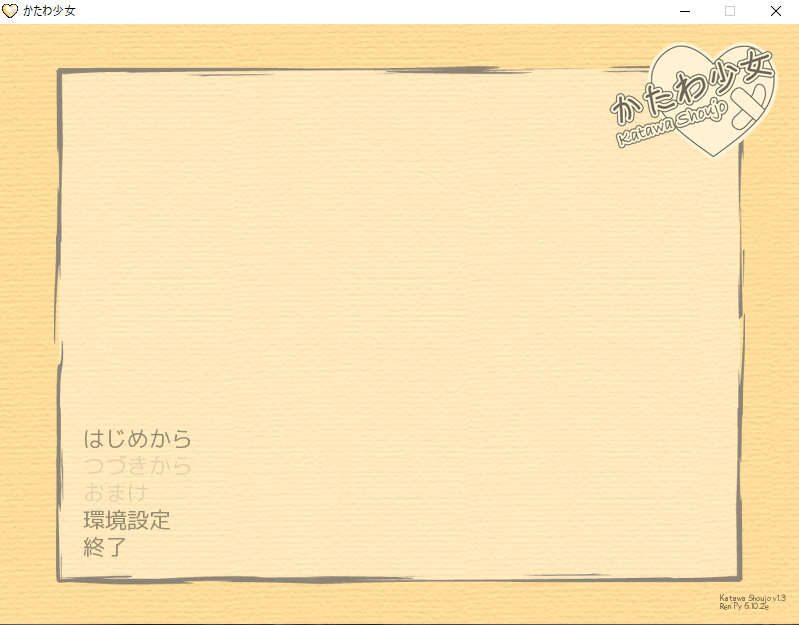 かたわ少女
かたわ少女
Katawa Shoujo
はじめから
つづきから
おまけ
環境設定
終了
Katawa Shoujo v1.3
Ren'Py 6.10.2e